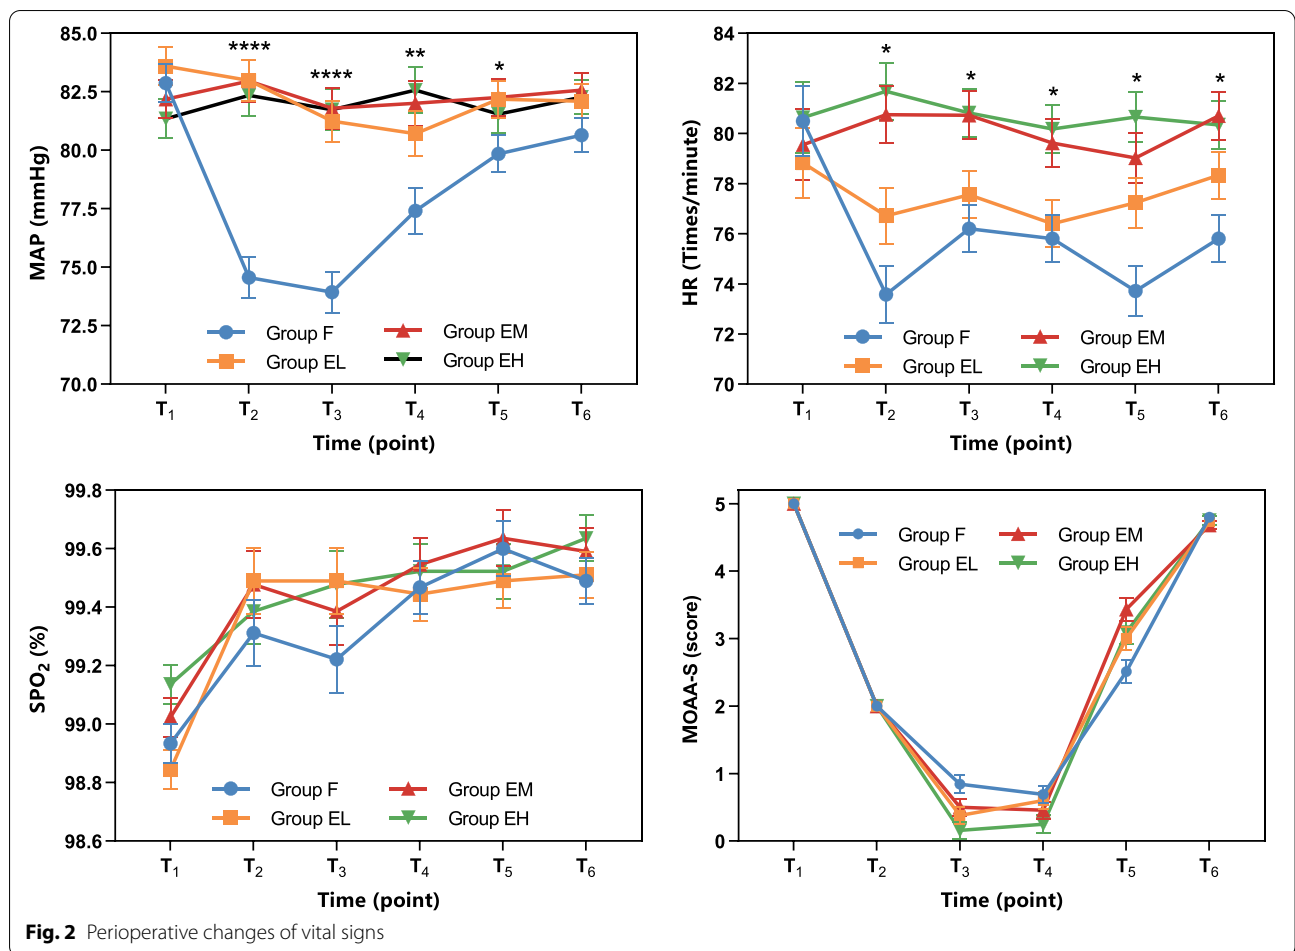 85.0
82.5
80.0
77.5
75.0
72.5
70.0
MAP (mmHg)
**** **** ** *
Group F
Group EL
Group EM
Group EH
T1 T2 T3 T4 T5 T6
Time (point)
84
82
80
78
76
74
72
70
HR (Times/minute)
* * * * *
Group F
Group EL
Group EM
Group EH
T1 T2 T3 T4 T5 T6
Time (point)
99.8
99.6
99.4
99.2
99.0
98.8
98.6
SPO2 (%)
Group F
Group EL
Group EM
Group EH
T1 T2 T3 T4 T5 T6
Time (point)
5
4
3
2
1
0
MOAA-S (score)
Group F
Group EL
Group EM
Group EH
T1 T2 T3 T4 T5 T6
Time (point)
Fig. 2 Perioperative changes of vital signs